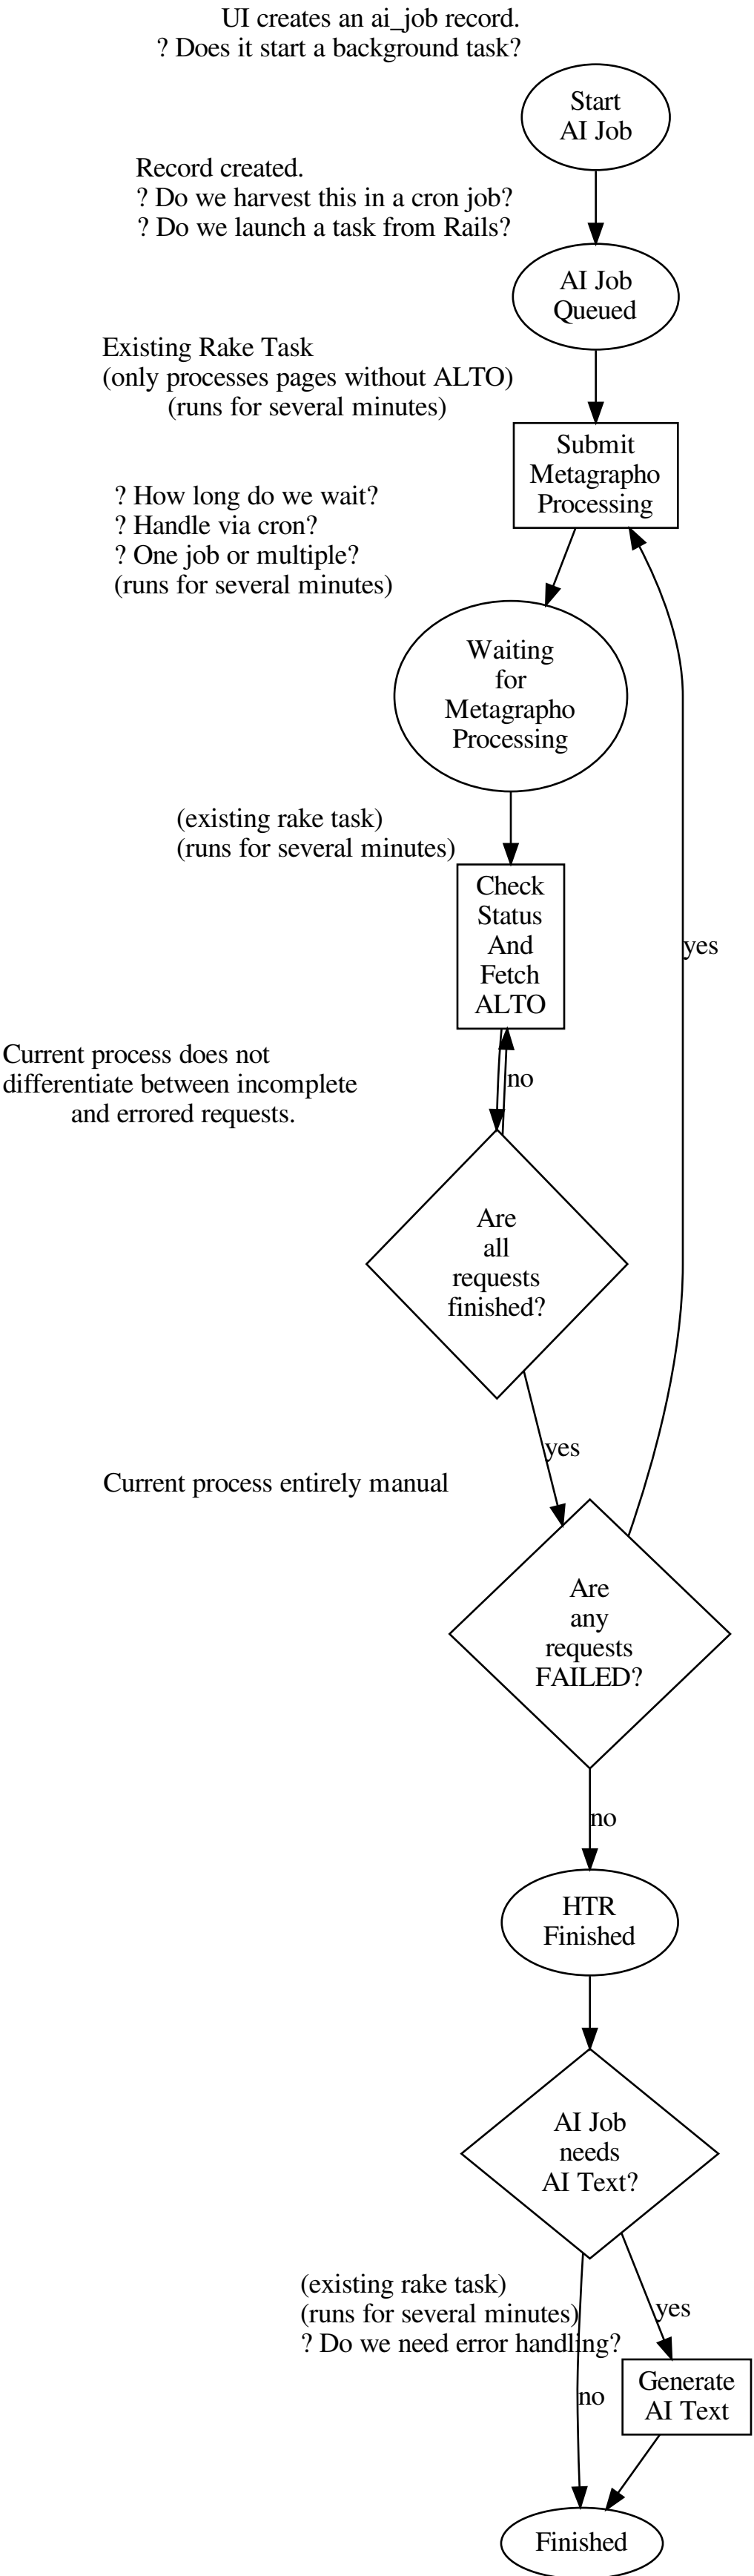 UI creates an ai_job record.
? Does it start a background task?
Start
AI Job
Record created.
? Do we harvest this in a cron job?
? Do we launch a task from Rails?
AI Job
Queued
Existing Rake Task
(only processes pages without ALTO)
(runs for several minutes)
Submit
Metagrapho
Processing
? How long do we wait?
? Handle via cron?
? One job or multiple?
(runs for several minutes)
Waiting
for
Metagrapho
Processing
(existing rake task)
(runs for several minutes)
Check
Status
And
Fetch
ALTO
yes
Current process does not
differentiate between incomplete
and errored requests.
no
Are
all
requests
finished?
yes
Current process entirely manual
Are
any
requests
FAILED?
no
HTR
Finished
AI Job
needs
AI Text?
(existing rake task)
(runs for several minutes)
? Do we need error handling?
yes
Generate
AI Text
no
Finished